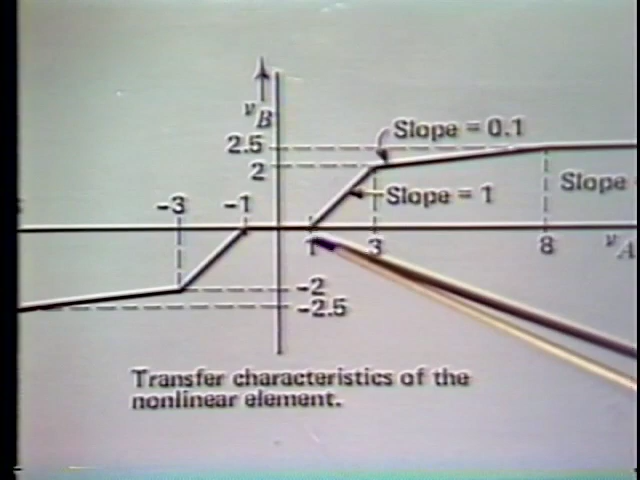 v_B
Slope = 0.1
2.5
2
Slope
Slope = 1
-3
-1
1
3
8
v_A
-2
-2.5
Transfer characteristics of the
nonlinear element.